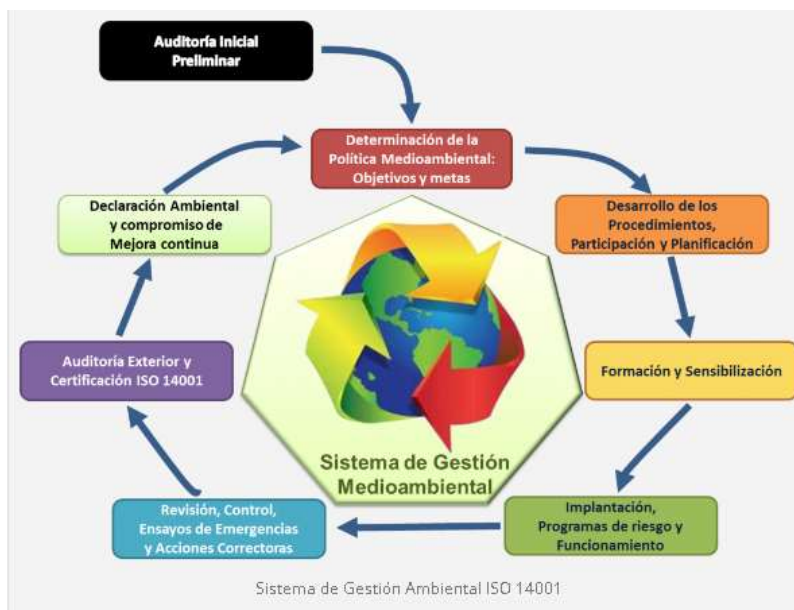 Auditoría Inicial
Preliminar
Determinación de la
Política Medioambiental:
Objetivos y metas
Desarrollo de los
Procedimientos,
Participación y Planificación
Formación y Sensibilización
Implantación,
Programas de riesgo y
Funcionamiento
Revisión, Control,
Ensayos de Emergencias
y Acciones Correctoras
Auditoría Exterior y
Certificación ISO 14001
Declaración Ambiental
y compromiso de
Mejora continua
Sistema de Gestión
Medioambiental
Sistema de Gestión Ambiental ISO 14001